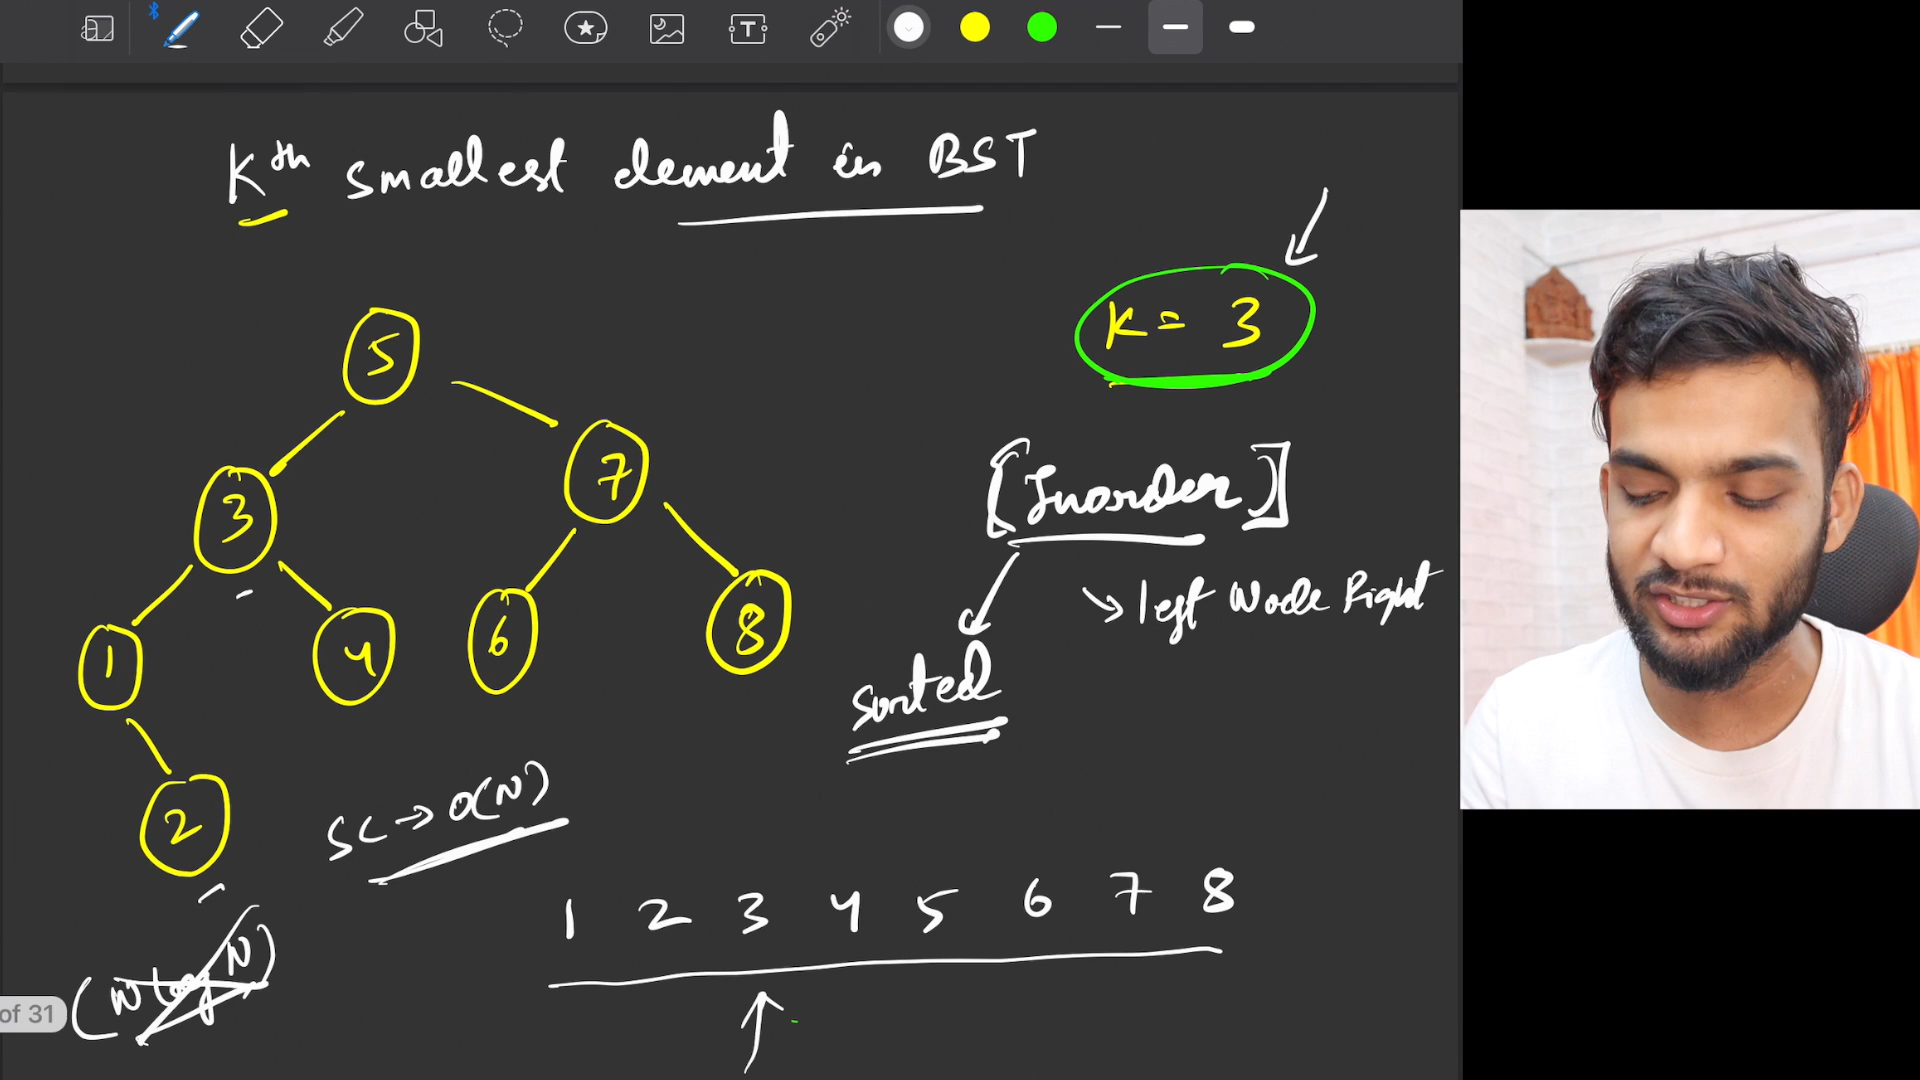 Kth smallest element in BST
K = 3
5
3
7
1
4
6
8
2
[Inorder]
→ left Node Right
sorted
SC → O(N)
1 2 3 4 5 6 7 8
(N log N)
of 31
T